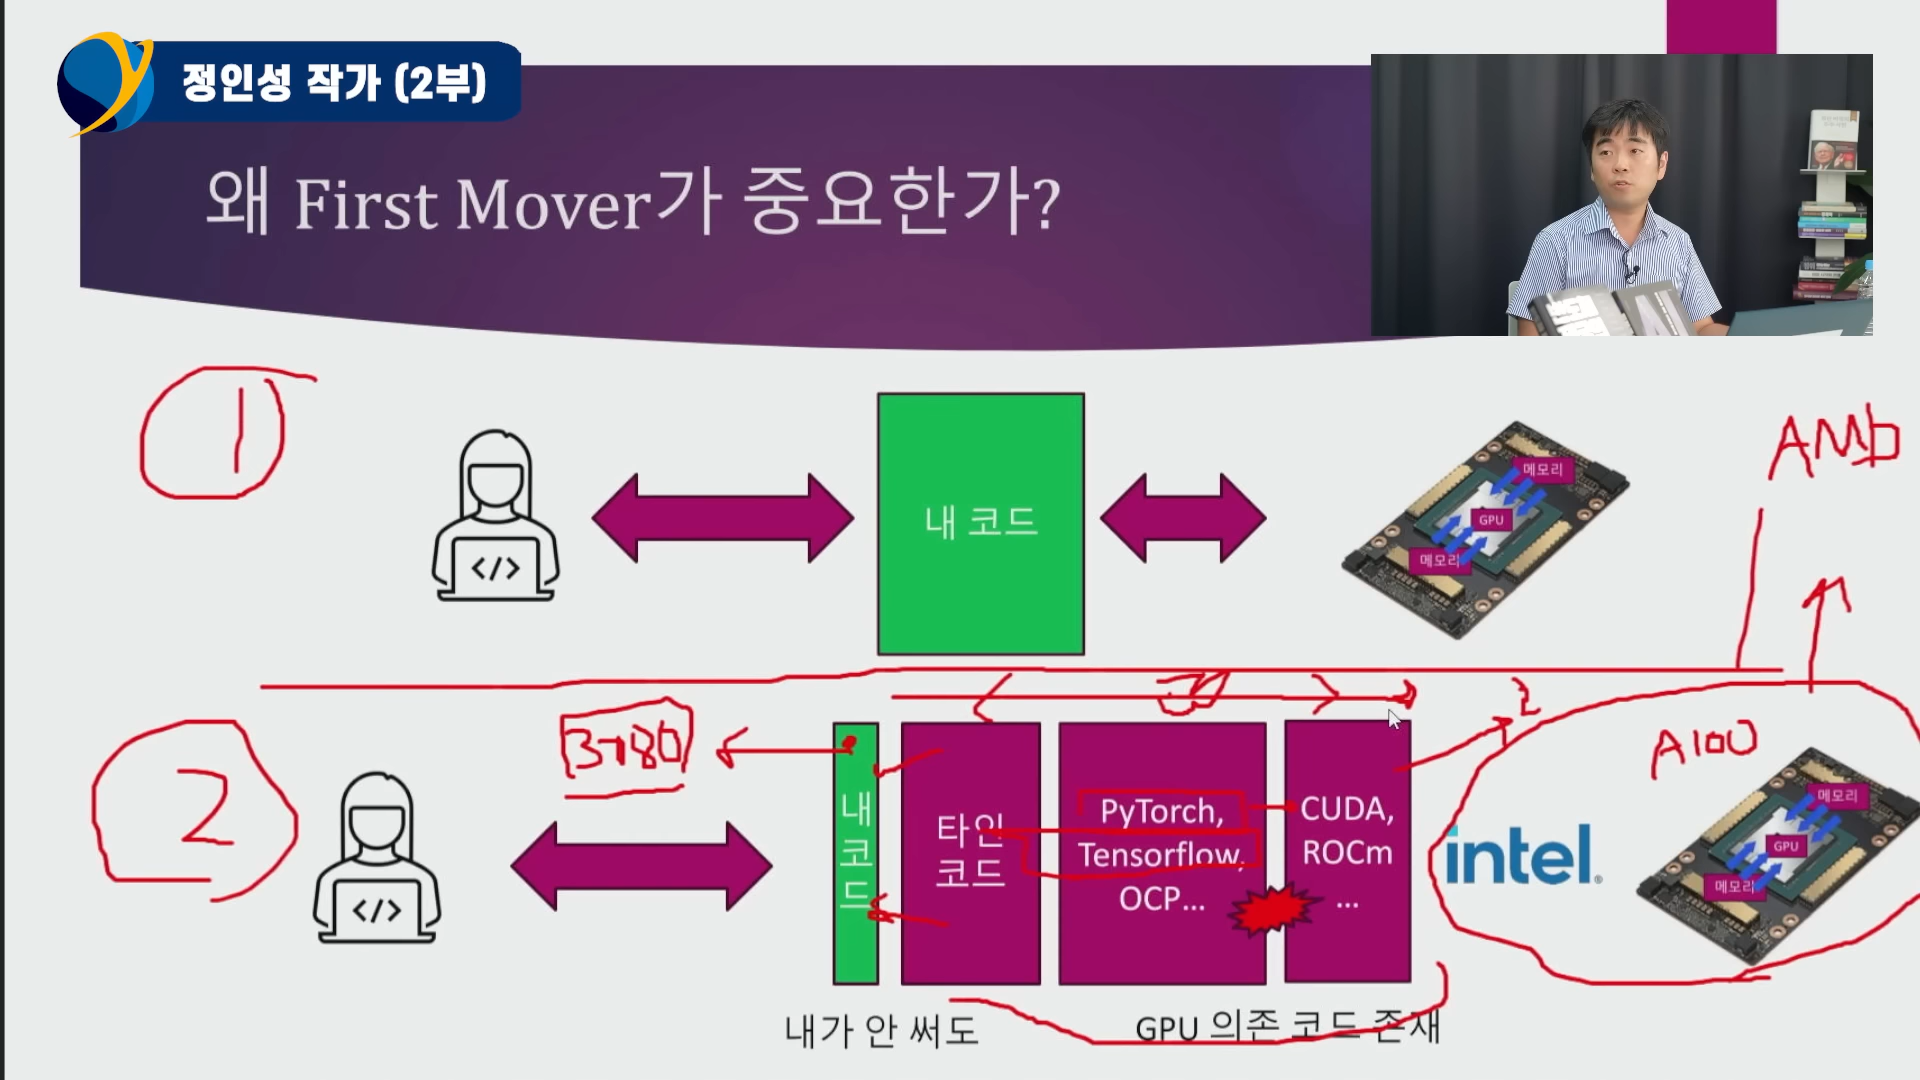 정인성 작가 (2부)
왜 First Mover가 중요한가?
1
AMD
메모리
GPU
메모리
</>
내 코드
2
3줄
A100
메모리
GPU
메모리
</>
내
코
드
타인
코드
PyTorch,
Tensorflow,
OCP...
CUDA,
ROCm
...
intel
내가 안 써도
GPU 의존 코드 존재